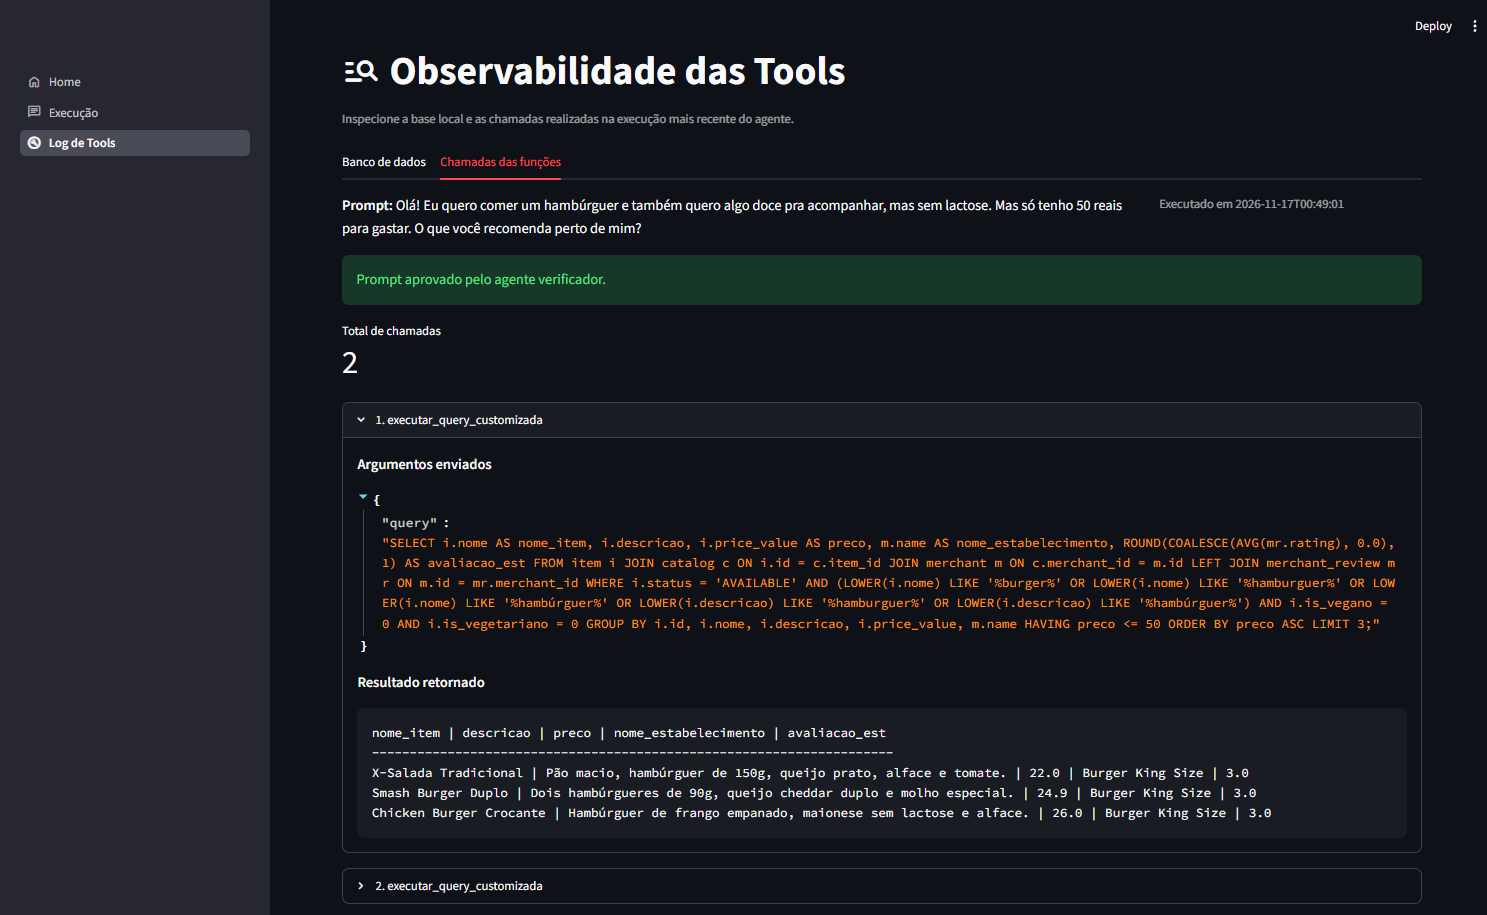 Deploy
Home
Execução
Log de Tools
Observabilidade das Tools
Inspecione a base local e as chamadas realizadas na execução mais recente do agente.
Banco de dados
Chamadas das funções
Prompt: Olá! Eu quero comer um hambúrguer e também quero algo doce pra acompanhar, mas sem lactose. Mas só tenho 50 reais
para gastar. O que você recomenda perto de mim?
Executado em 2026-11-17T00:49:01
Prompt aprovado pelo agente verificador.
Total de chamadas
2
1. executar_query_customizada
Argumentos enviados
{
"query" :
"SELECT i.nome AS nome_item, i.descricao, i.price_value AS preco, m.name AS nome_estabelecimento, ROUND(COALESCE(AVG(mr.rating), 0.0),
1) AS avaliacao_est FROM item i JOIN catalog c ON i.id = c.item_id JOIN merchant m ON c.merchant_id = m.id LEFT JOIN merchant_review m
r ON m.id = mr.merchant_id WHERE i.status = 'AVAILABLE' AND (LOWER(i.nome) LIKE '%burger%' OR LOWER(i.nome) LIKE '%hamburguer%' OR LOW
ER(i.nome) LIKE '%hambúrguer%' OR LOWER(i.descricao) LIKE '%hamburguer%' OR LOWER(i.descricao) LIKE '%hambúrguer%') AND i.is_vegano =
0 AND i.is_vegetariano = 0 GROUP BY i.id, i.nome, i.descricao, i.price_value, m.name HAVING preco <= 50 ORDER BY preco ASC LIMIT 3;"
}
Resultado retornado
nome_item | descricao | preco | nome_estabelecimento | avaliacao_est
---------------------------------------------------------------------
X-Salada Tradicional | Pão macio, hambúrguer de 150g, queijo prato, alface e tomate. | 22.0 | Burger King Size | 3.0
Smash Burger Duplo | Dois hambúrgueres de 90g, queijo cheddar duplo e molho especial. | 24.9 | Burger King Size | 3.0
Chicken Burger Crocante | Hambúrguer de frango empanado, maionese sem lactose e alface. | 26.0 | Burger King Size | 3.0
2. executar_query_customizada